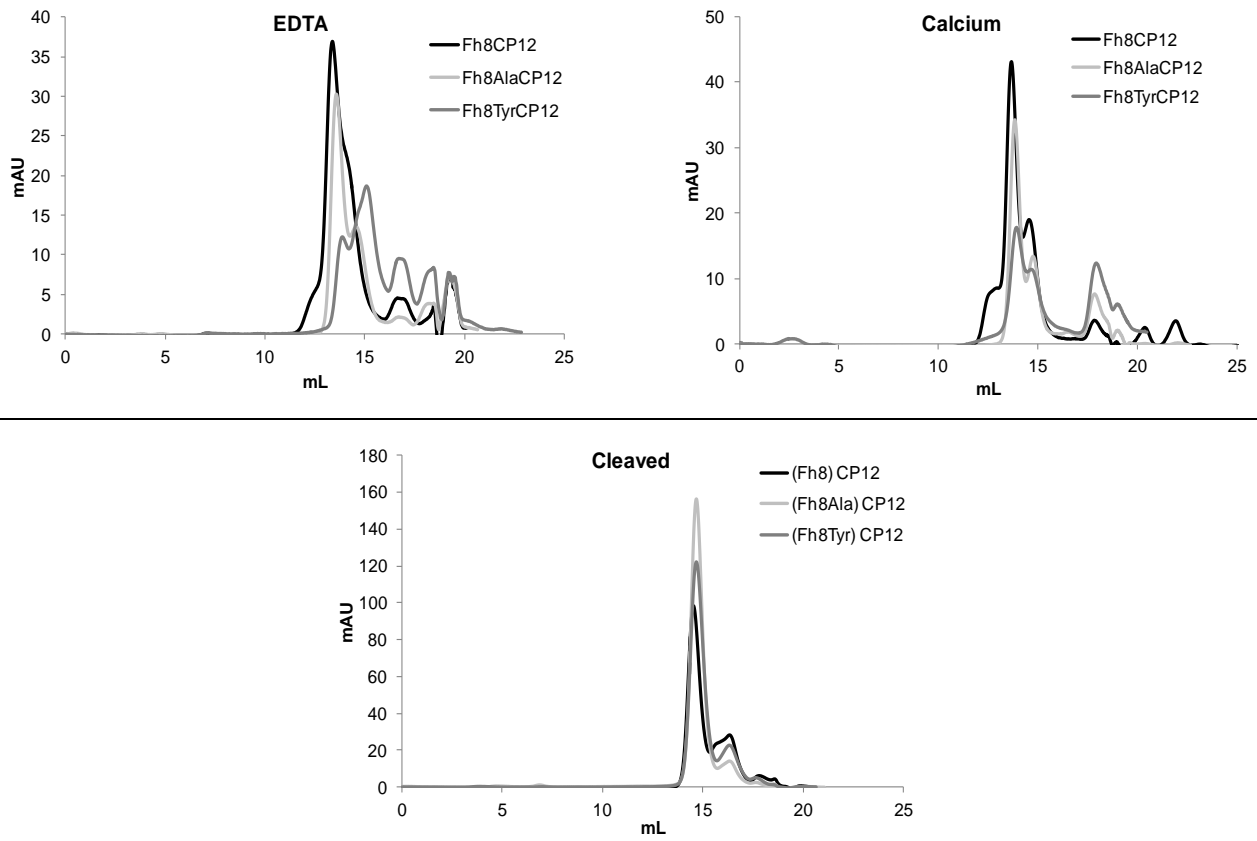 EDTA
mAU
40
35
30
25
20
15
10
5
0
0 5 10 15 20 25
mL
Fh8CP12
Fh8AlaCP12
Fh8TyrCP12
Calcium
mAU
50
40
30
20
10
0
0 5 10 15 20 25
mL
Fh8CP12
Fh8AlaCP12
Fh8TyrCP12
Cleaved
mAU
180
160
140
120
100
80
60
40
20
0
0 5 10 15 20 25
mL
(Fh8) CP12
(Fh8Ala) CP12
(Fh8Tyr) CP12